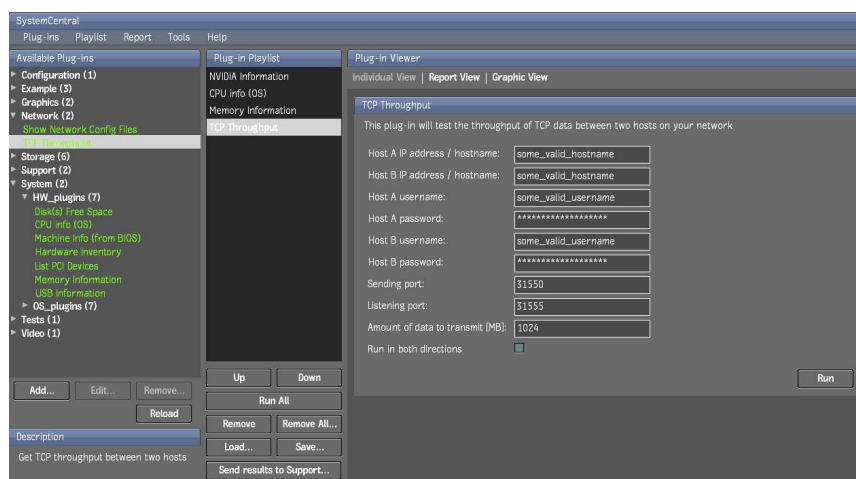 SystemCentral
Plug-ins Playlist Report Tools Help
Available Plug-ins
Configuration (1)
Example (3)
Graphics (2)
Network (2)
Show Network Config Files
TCP Throughput
Storage (6)
Support (2)
System (2)
HW_plugins (7)
Disk(s) Free Space
CPU info (OS)
Machine Info (from BIOS)
Hardware Inventory
List PCI Devices
Memory Information
USB Information
OS_plugins (7)
Tests (1)
Video (1)
Add... Edit... Remove...
Reload
Description
Get TCP throughput between two hosts
Plug-in Playlist
NVIDIA Information
CPU info (OS)
Memory Information
TCP Throughput
Up Down
Run All
Remove Remove All...
Load... Save...
Send results to Support...
Plug-in Viewer
Individual View | Report View | Graphic View
TCP Throughput
This plug-in will test the throughput of TCP data between two hosts on your network
Host A IP address / hostname: some_valid_hostname
Host B IP address / hostname: some_valid_hostname
Host A username: some_valid_username
Host A password: *******************
Host B username: some_valid_username
Host B password: *******************
Sending port: 31550
Listening port: 31555
Amount of data to transmit [MB]: 1024
Run in both directions
Run